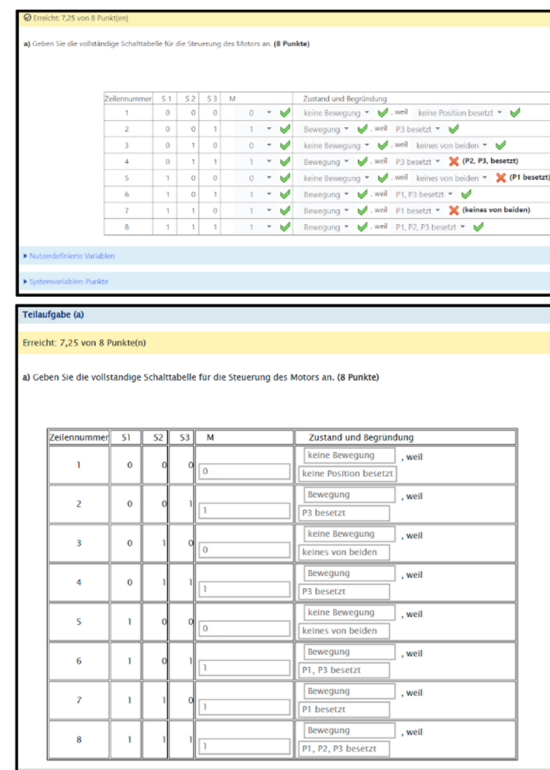 Erreicht: 7,25 von 8 Punkt(en)
a) Geben Sie die vollständige Schalttabelle für die Steuerung des Motors an. (8 Punkte)
Zeilennummer S 1 S 2 S 3 M Zustand und Begründung
1 0 0 0 0 keine Bewegung , weil keine Position besetzt
2 0 0 1 1 Bewegung , weil P3 besetzt
3 0 1 0 0 keine Bewegung , weil keines von beiden
4 0 1 1 1 Bewegung , weil P3 besetzt (P2, P3, besetzt)
5 1 0 0 0 keine Bewegung , weil keines von beiden (P1 besetzt)
6 1 0 1 1 Bewegung , weil P1, P3 besetzt
7 1 1 0 1 Bewegung , weil P1 besetzt (keines von beiden)
8 1 1 1 1 Bewegung , weil P1, P2, P3 besetzt
Nutzerdefinierte Variablen
Systemvariablen: Punkte
Teilaufgabe (a)
Erreicht: 7,25 von 8 Punkte(n)
a) Geben Sie die vollständige Schalttabelle für die Steuerung des Motors an. (8 Punkte)
Zeilennummer S1 S2 S3 M Zustand und Begründung
1 0 0 0 0 keine Bewegung , weil
keine Position besetzt
2 0 0 1 1 Bewegung , weil
P3 besetzt
3 0 1 0 0 keine Bewegung , weil
keines von beiden
4 0 1 1 1 Bewegung , weil
P3 besetzt
5 1 0 0 0 keine Bewegung , weil
keines von beiden
6 1 0 1 1 Bewegung , weil
P1, P3 besetzt
7 1 1 0 1 Bewegung , weil
P1 besetzt
8 1 1 1 1 Bewegung , weil
P1, P2, P3 besetzt